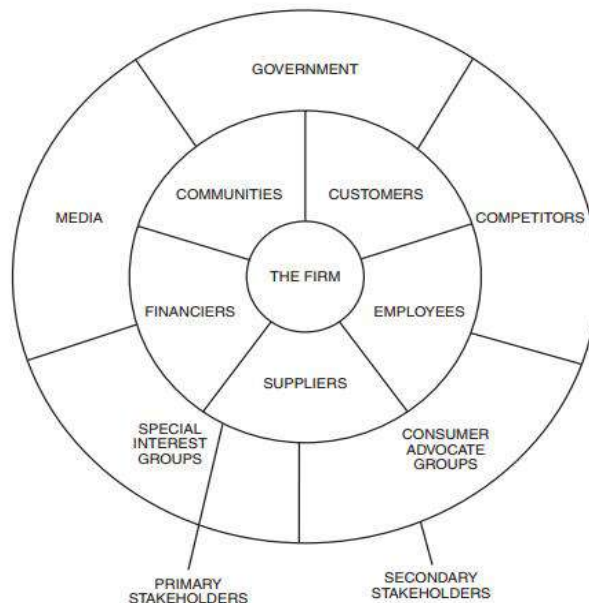 GOVERNMENT
COMMUNITIES
CUSTOMERS
MEDIA
COMPETITORS
THE FIRM
FINANCIERS
EMPLOYEES
SUPPLIERS
SPECIAL
INTEREST
GROUPS
CONSUMER
ADVOCATE
GROUPS
PRIMARY
STAKEHOLDERS
SECONDARY
STAKEHOLDERS